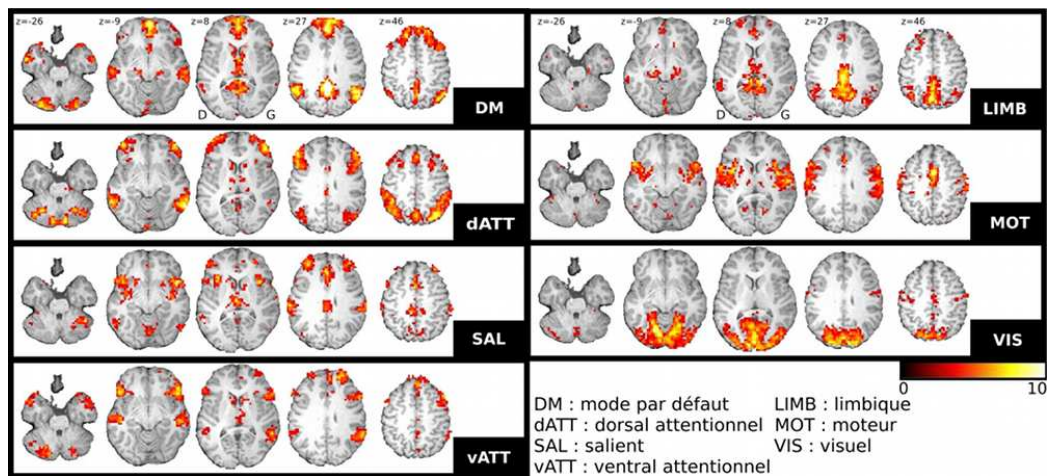 z=-26 z=-9 z=8 z=27 z=46
D G
DM
dATT
SAL
vATT
z=-26 z=-9 z=8 z=27 z=46
D G
LIMB
MOT
VIS
0 10
DM : mode par défaut
dATT : dorsal attentionnel
SAL : salient
vATT : ventral attentionnel
LIMB : limbique
MOT : moteur
VIS : visuel